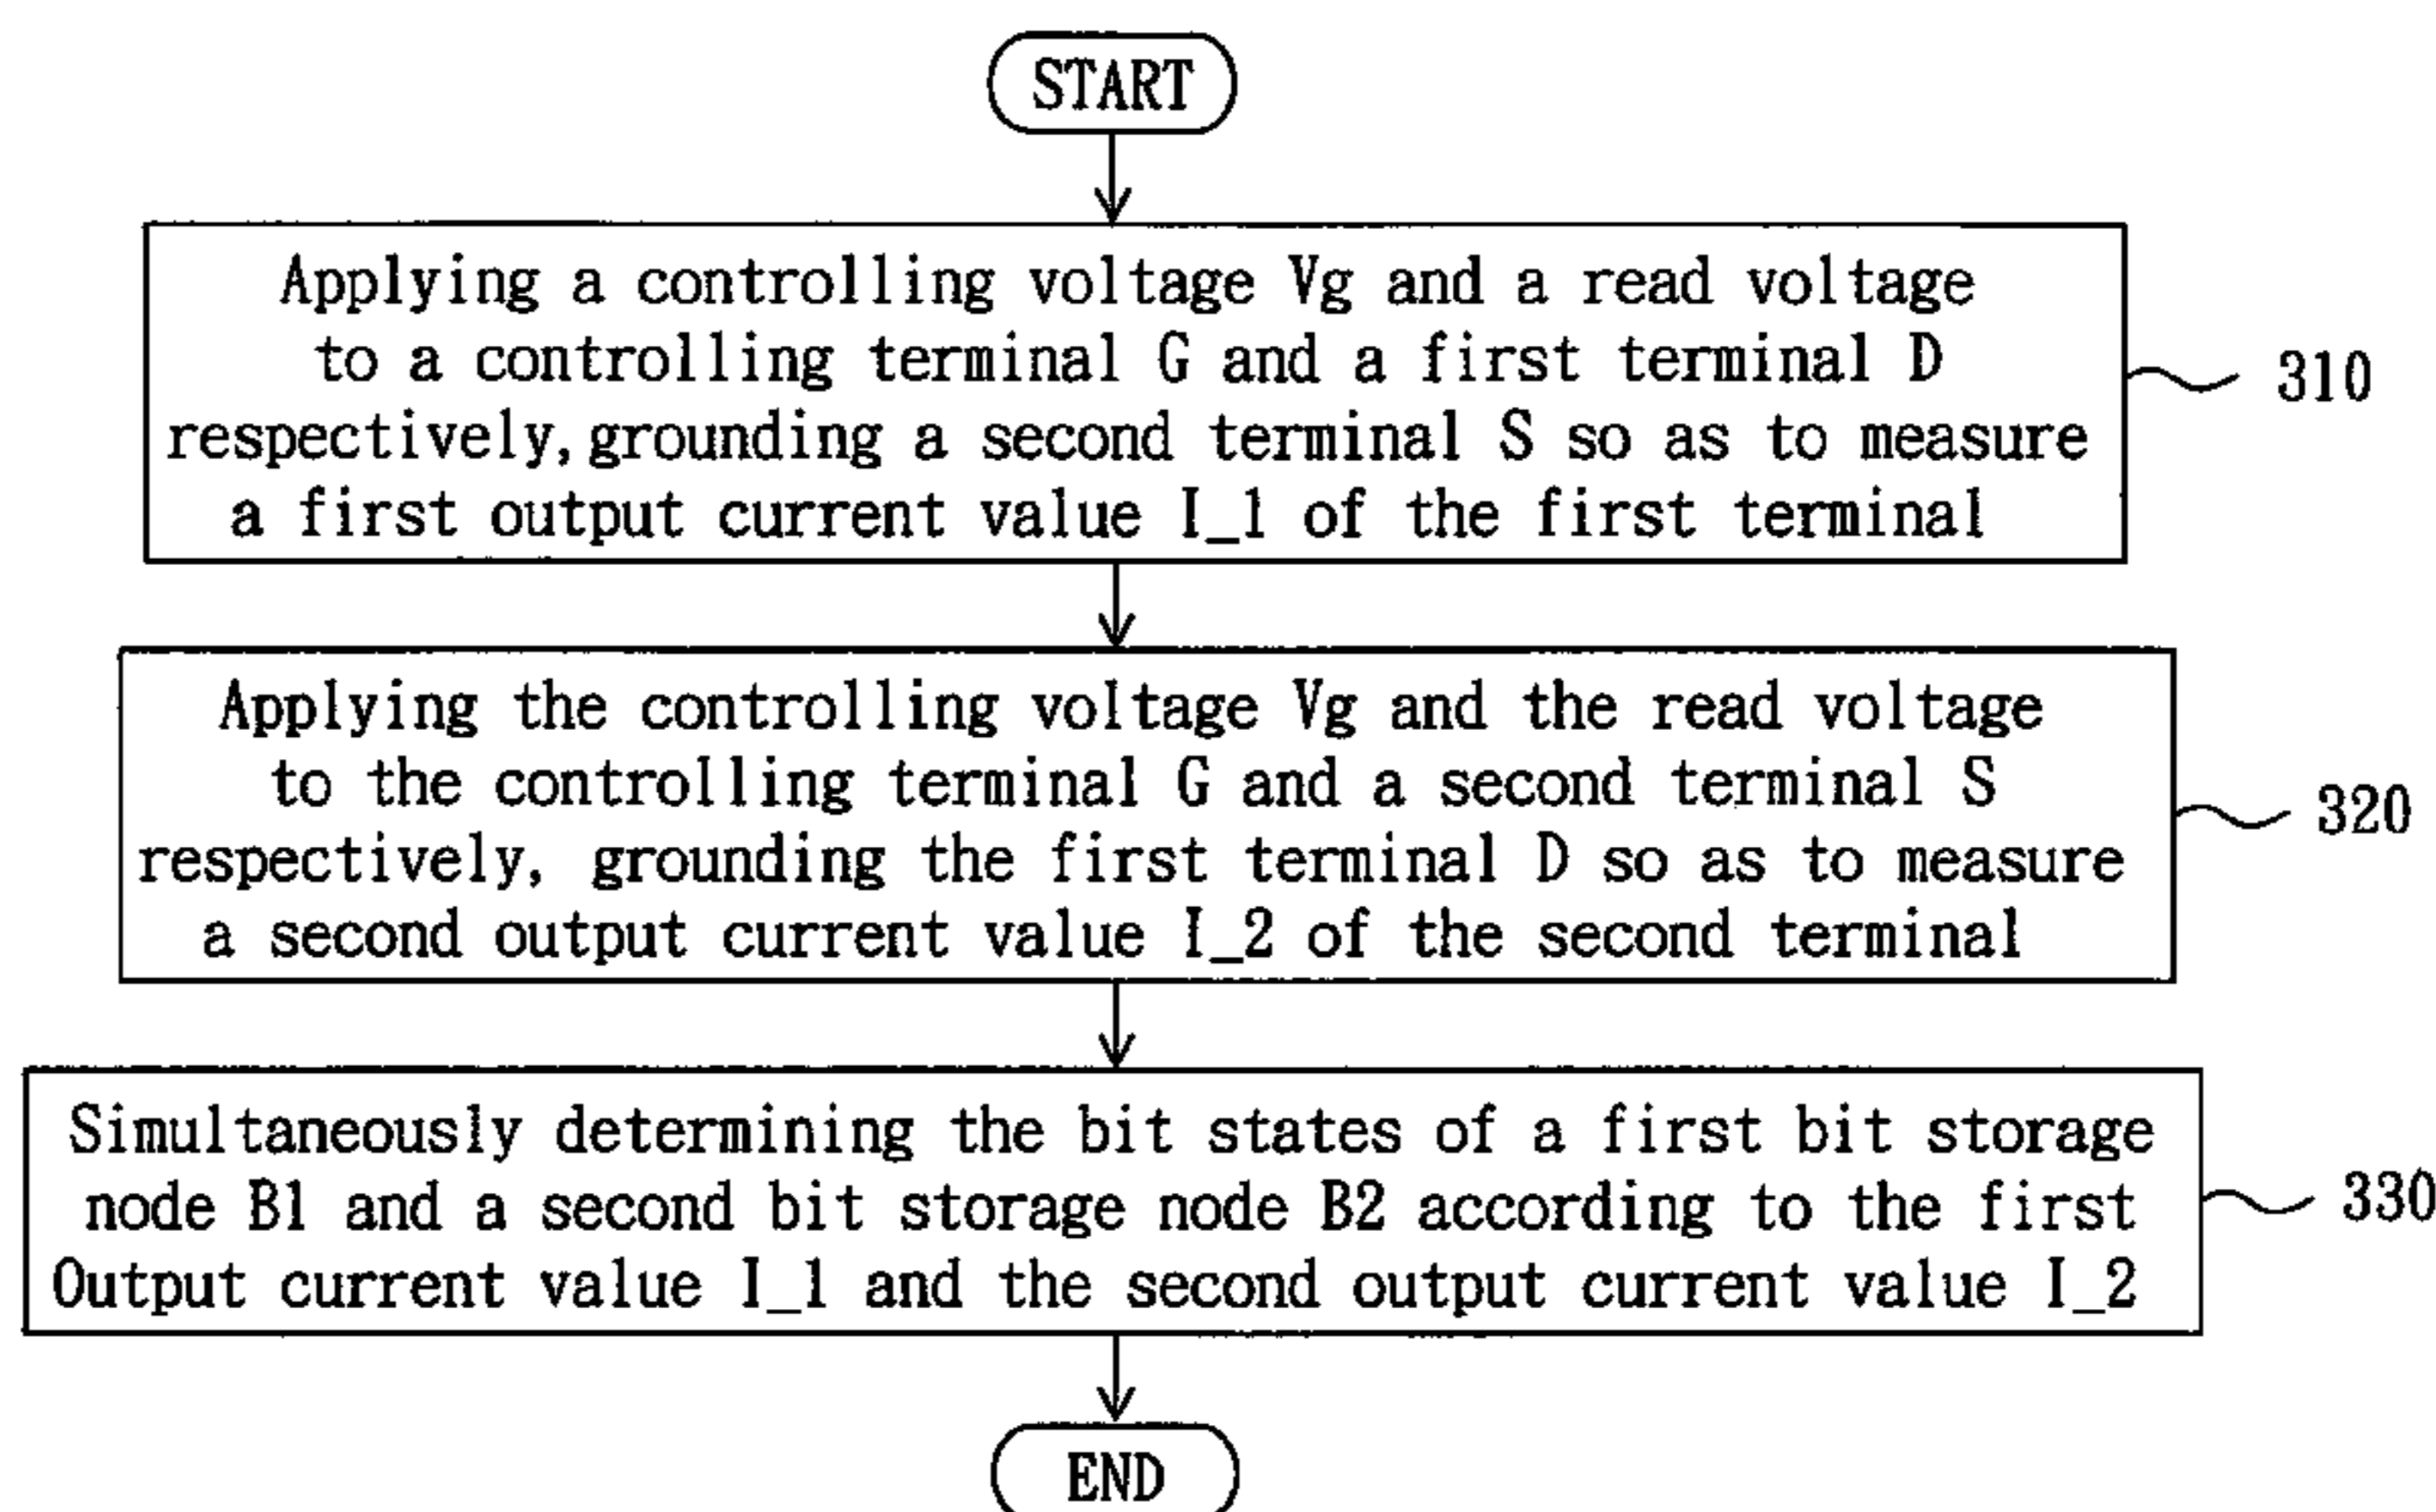 START
Applying a controlling voltage Vg and a read voltage
to a controlling terminal G and a first terminal D
respectively, grounding a second terminal S so as to measure
a first output current value I_1 of the first terminal
310
Applying the controlling voltage Vg and the read voltage
to the controlling terminal G and a second terminal S
respectively, grounding the first terminal D so as to measure
a second output current value I_2 of the second terminal
320
Simultaneously determining the bit states of a first bit storage
node B1 and a second bit storage node B2 according to the first
Output current value I_1 and the second output current value I_2
330
END